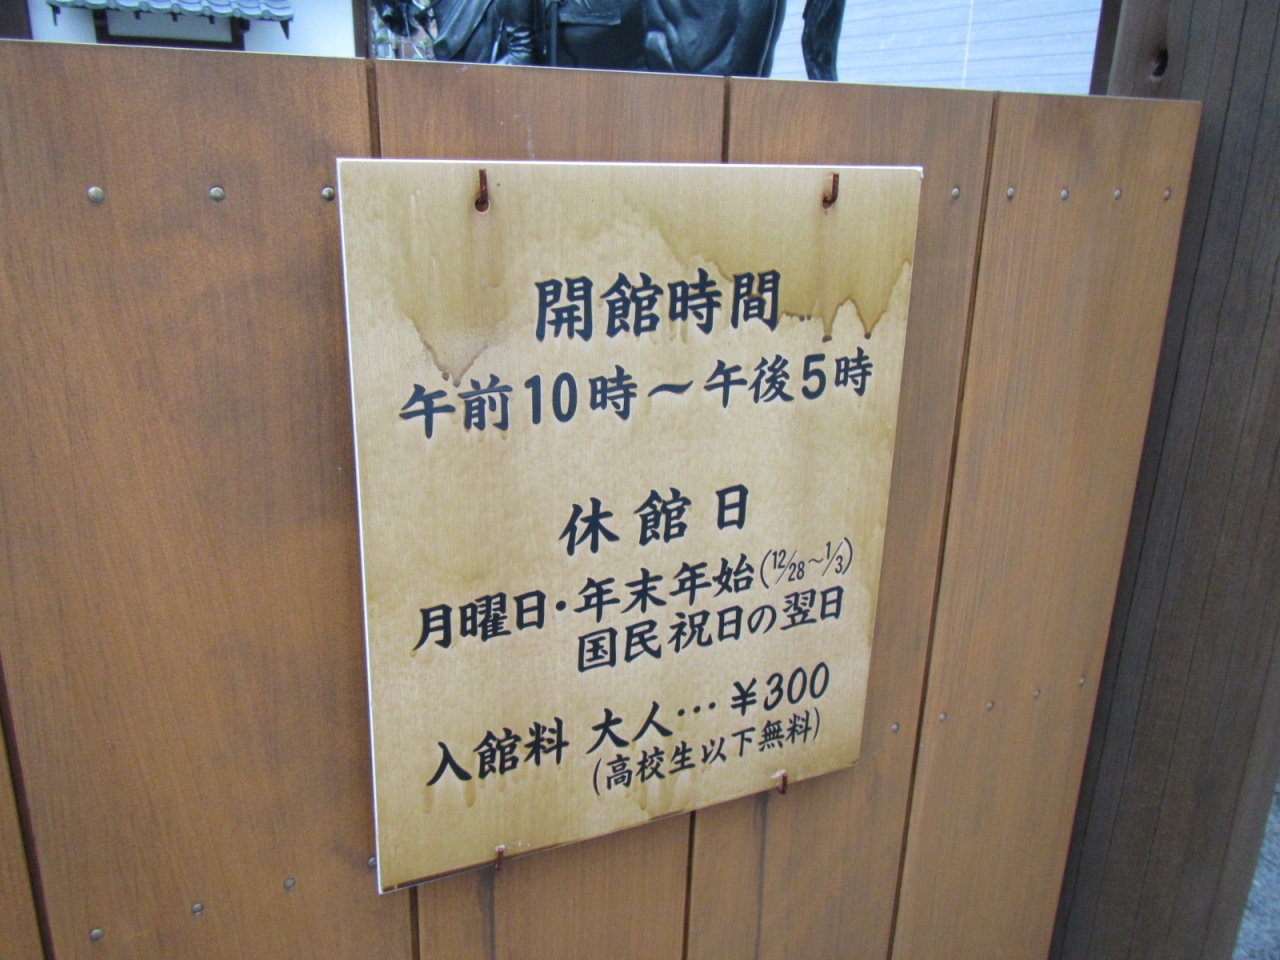 開館時間
午前10時～午後5時
休館日
月曜日・年末年始(12/28～1/3)
国民祝日の翌日
入館料 大人…¥300
(高校生以下無料)